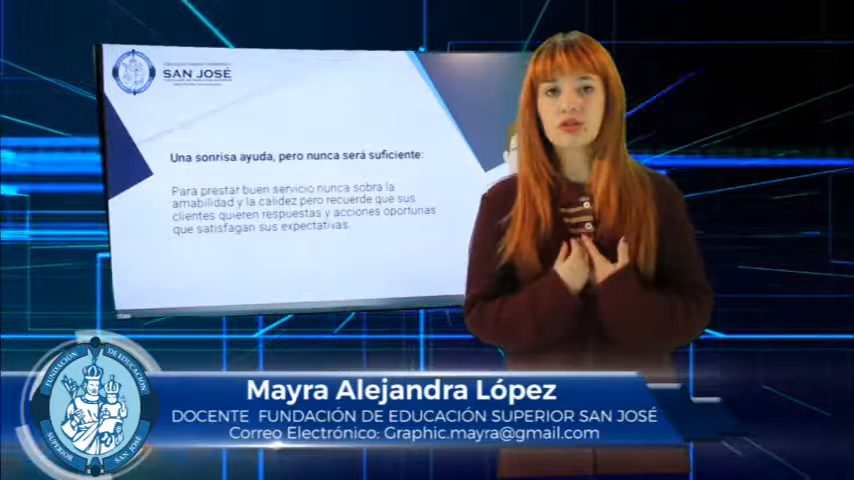 SAN JOSÉ
Una sonrisa ayuda, pero nunca será suficiente:
Para prestar buen servicio nunca sobra la
amabilidad y la calidez pero recuerde que sus
clientes quieren respuestas y acciones oportunas
que satisfagan sus expectativas.
FUNDACIÓN DE EDUCACIÓN
SUPERIOR SAN JOSÉ
Mayra Alejandra López
DOCENTE FUNDACIÓN DE EDUCACIÓN SUPERIOR SAN JOSÉ
Correo Electrónico: Graphic.mayra@gmail.com